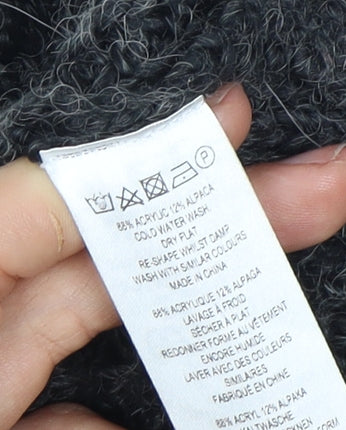 P
88% ACRYLIC 12% ALPACA
COLD WATER WASH
DRY FLAT
RE-SHAPE WHILST DAMP
WASH WITH SIMILAR COLOURS
MADE IN CHINA
88% ACRYLIQUE 12% ALPAGA
LAVAGE À FROID
SÉCHER À PLAT
REDONNER FORME AU VÊTEMENT
ENCORE HUMIDE
LAVER AVEC DES COULEURS
SIMILAIRES
FABRIQUÉ EN CHINE
88% ACRYL 12% ALPAKA